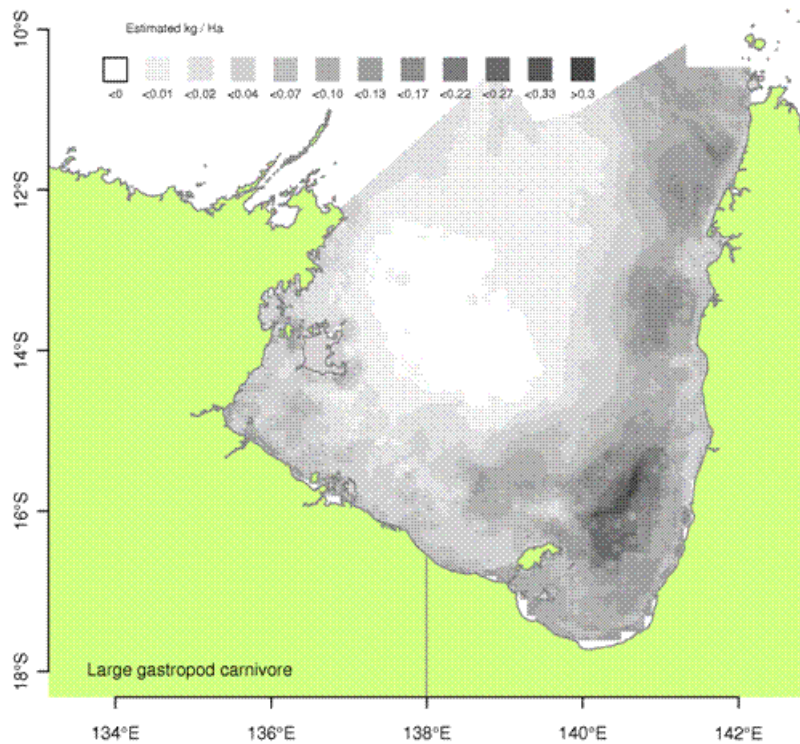 Estimated kg / Ha
<0 <0.01 <0.02 <0.04 <0.07 <0.10 <0.13 <0.17 <0.22 <0.27 <0.33 >0.3
10°S
12°S
14°S
16°S
18°S
Large gastropod carnivore
134°E 136°E 138°E 140°E 142°E